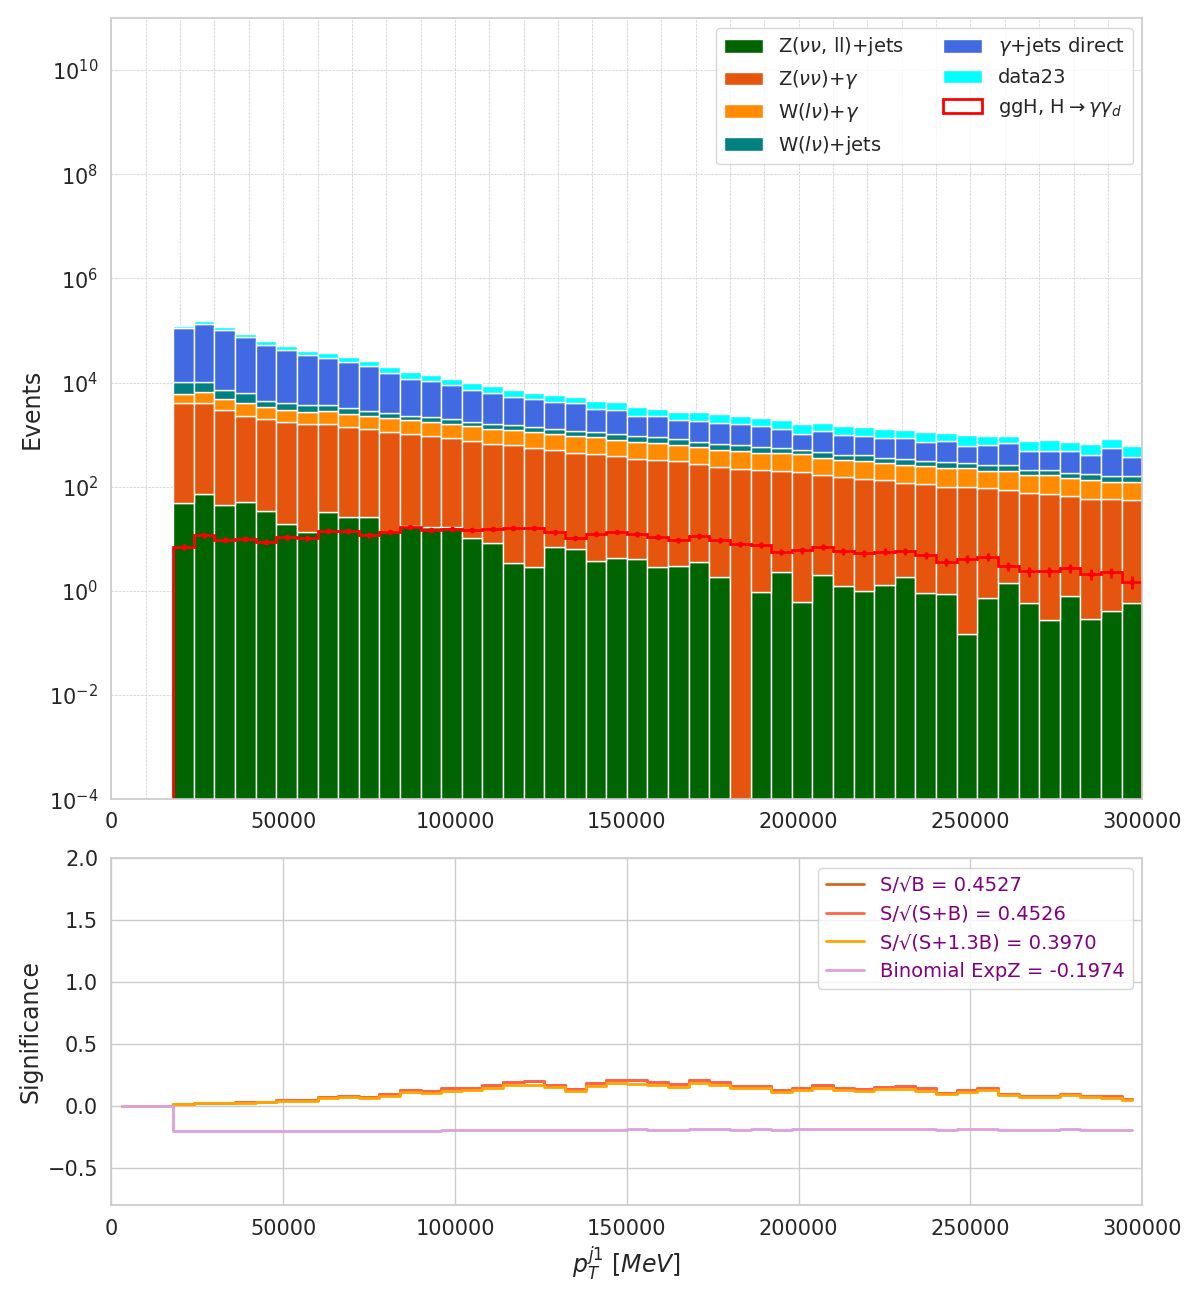 Z(νν, ll)+jets
Z(νν)+γ
W(lν)+γ
W(lν)+jets
γ+jets direct
data23
ggH, H→γγ_d
Events
10^10
10^8
10^6
10^4
10^2
10^0
10^−2
10^−4
0 50000 100000 150000 200000 250000 300000
S/√B = 0.4527
S/√(S+B) = 0.4526
S/√(S+1.3B) = 0.3970
Binomial ExpZ = -0.1974
Significance
2.0
1.5
1.0
0.5
0.0
−0.5
0 50000 100000 150000 200000 250000 300000
p_T^{j1} [MeV]